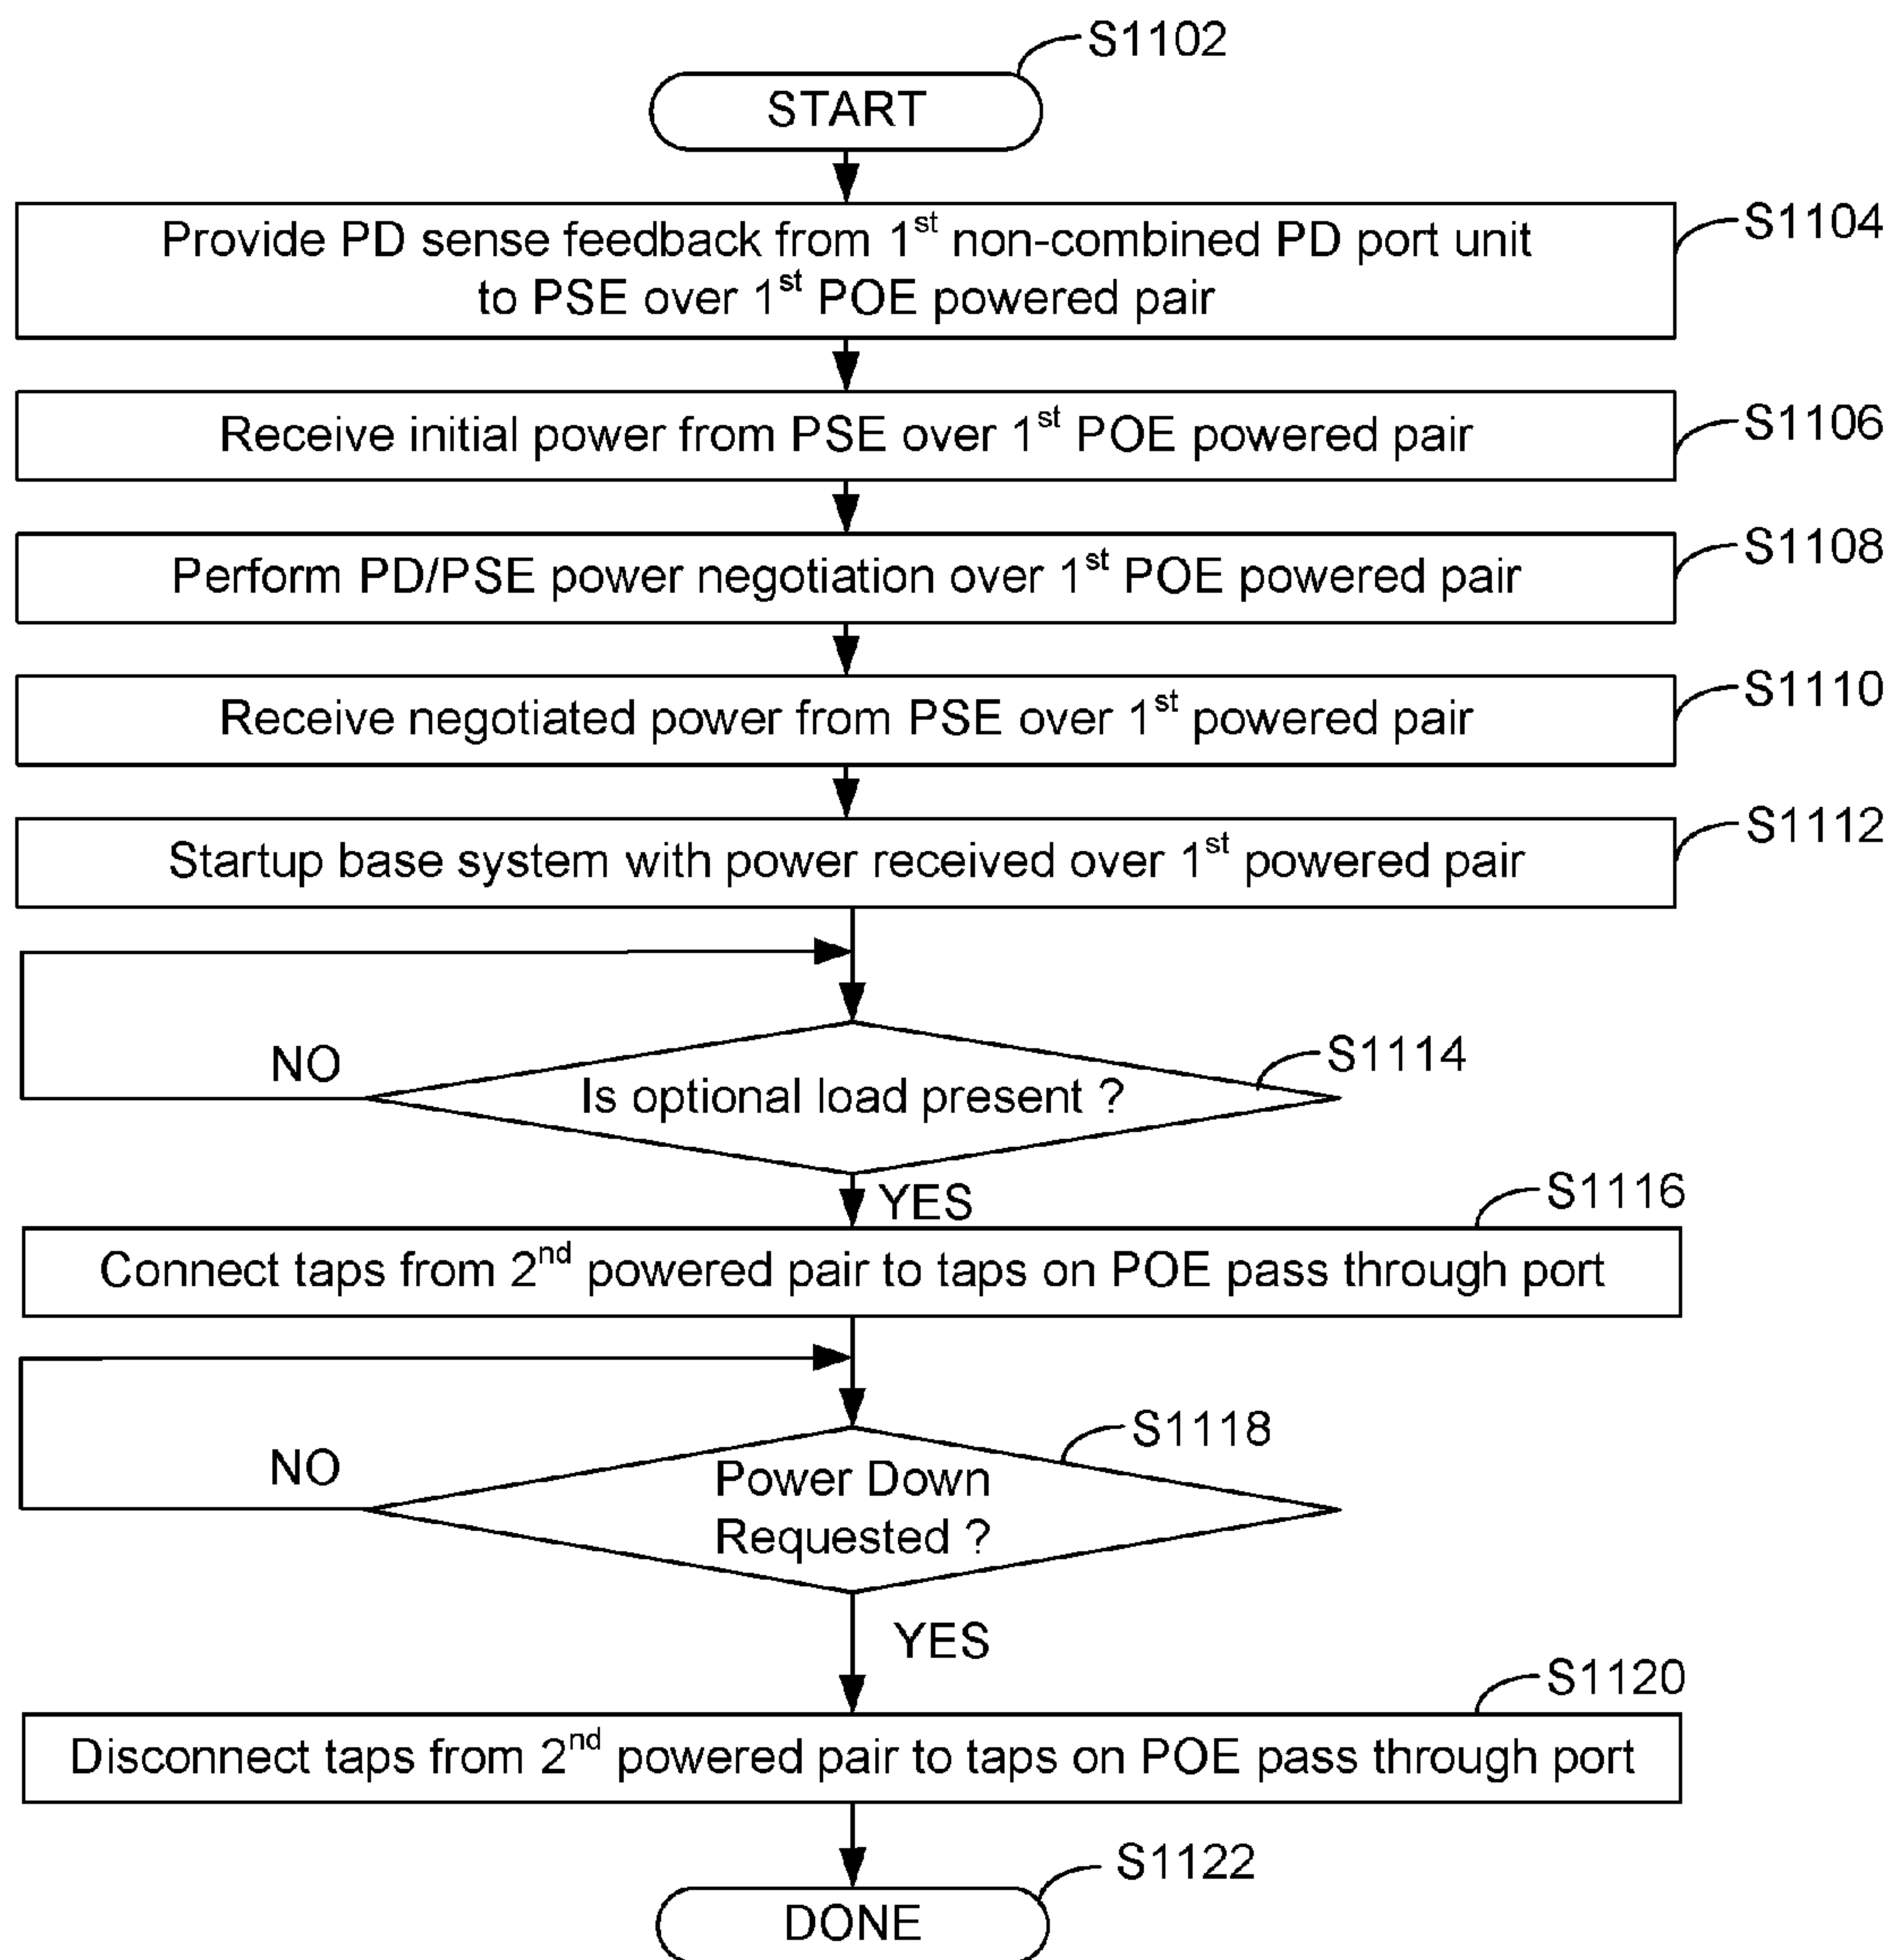 S1102
START
S1104
Provide PD sense feedback from 1st non-combined PD port unit
to PSE over 1st POE powered pair
S1106
Receive initial power from PSE over 1st POE powered pair
S1108
Perform PD/PSE power negotiation over 1st POE powered pair
S1110
Receive negotiated power from PSE over 1st powered pair
S1112
Startup base system with power received over 1st powered pair
S1114
NO
Is optional load present ?
YES
S1116
Connect taps from 2nd powered pair to taps on POE pass through port
S1118
NO
Power Down
Requested ?
YES
S1120
Disconnect taps from 2nd powered pair to taps on POE pass through port
S1122
DONE